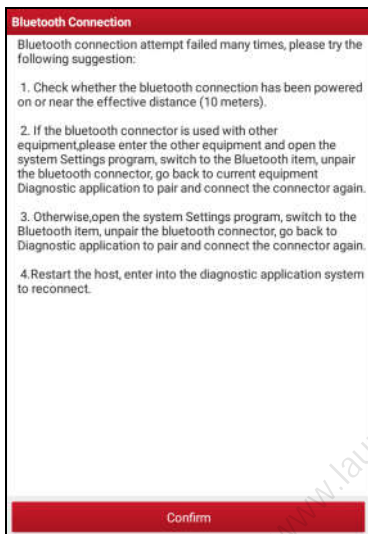 Bluetooth Connection
Bluetooth connection attempt failed many times, please try the
following suggestion:
1. Check whether the bluetooth connection has been powered
on or near the effective distance (10 meters).
2. If the bluetooth connector is used with other
equipment,please enter the other equipment and open the
system Settings program, switch to the Bluetooth item, unpair
the bluetooth connector, go back to current equipment
Diagnostic application to pair and connect the connector again.
3. Otherwise,open the system Settings program, switch to the
Bluetooth item, unpair the bluetooth connector, go back to
Diagnostic application to pair and connect the connector again.
4.Restart the host, enter into the diagnostic application system
to reconnect.
Confirm